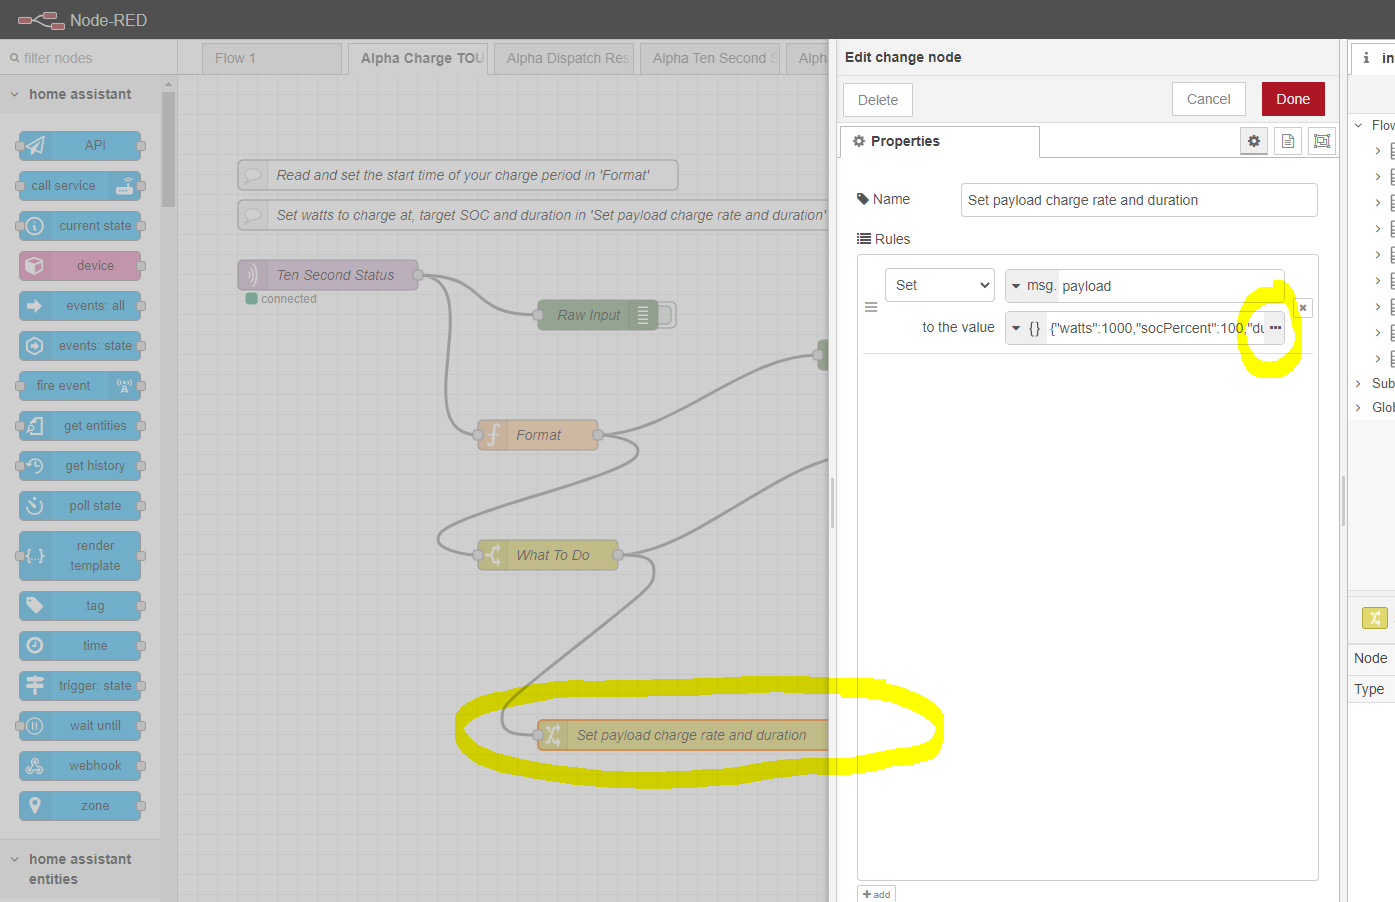 Node-RED
filter nodes
Flow 1
Alpha Charge TOU
Alpha Dispatch Res
Alpha Ten Second S
Alph
home assistant
API
call service
current state
device
events: all
events: state
fire event
get entities
get history
poll state
render
template
tag
time
trigger: state
wait until
webhook
zone
home assistant
entities
Read and set the start time of your charge period in 'Format'
Set watts to charge at, target SOC and duration in 'Set payload charge rate and duration'
Ten Second Status
connected
Raw Input
Format
What To Do
Set payload charge rate and duration
Edit change node
Delete
Cancel
Done
Properties
Name
Set payload charge rate and duration
Rules
Set
msg. payload
to the value
{} {"watts":1000,"socPercent":100,"du ...
+ add
i in
Flow
Sub
Glob
Node
Type